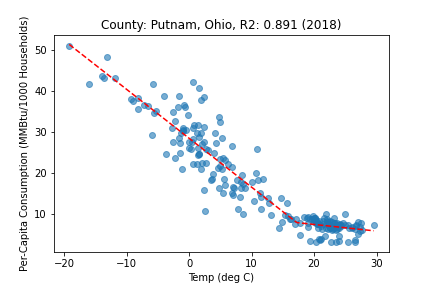 County: Putnam, Ohio, R2: 0.891 (2018)
Per-Capita Consumption (MMBtu/1000 Households)
50
40
30
20
10
−20 −10 0 10 20 30
Temp (deg C)